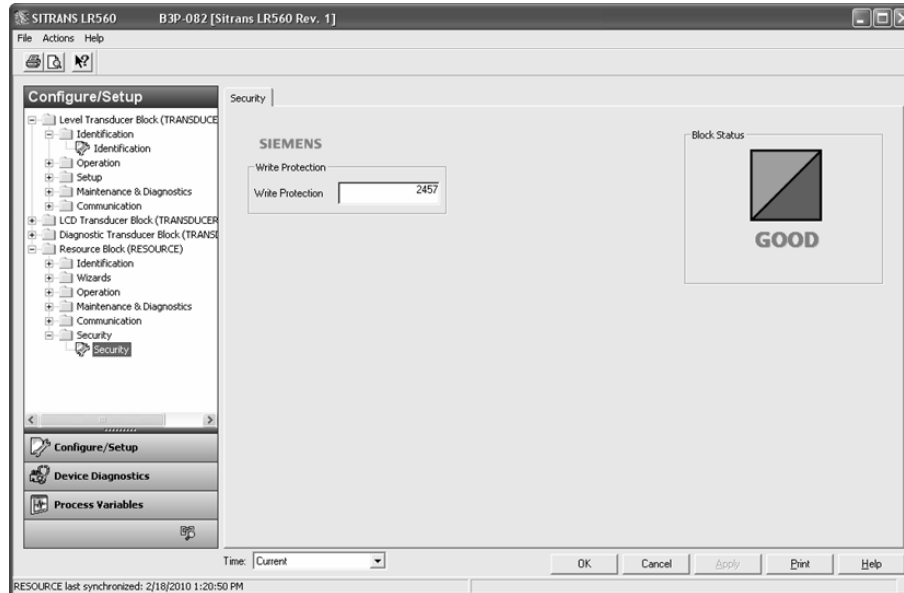 SITRANS LR560 B3P-082 [Sitrans LR560 Rev. 1]
File Actions Help
Configure/Setup
Level Transducer Block (TRANSDUCE
Identification
Identification
Operation
Setup
Maintenance & Diagnostics
Communication
LCD Transducer Block (TRANSDUCER
Diagnostic Transducer Block (TRANSD
Resource Block (RESOURCE)
Identification
Wizards
Operation
Maintenance & Diagnostics
Communication
Security
Security
Configure/Setup
Device Diagnostics
Process Variables
Security
SIEMENS
Write Protection
Write Protection 2457
Block Status
GOOD
Time: Current
OK Cancel Apply Print Help
RESOURCE last synchronized: 2/18/2010 1:20:50 PM